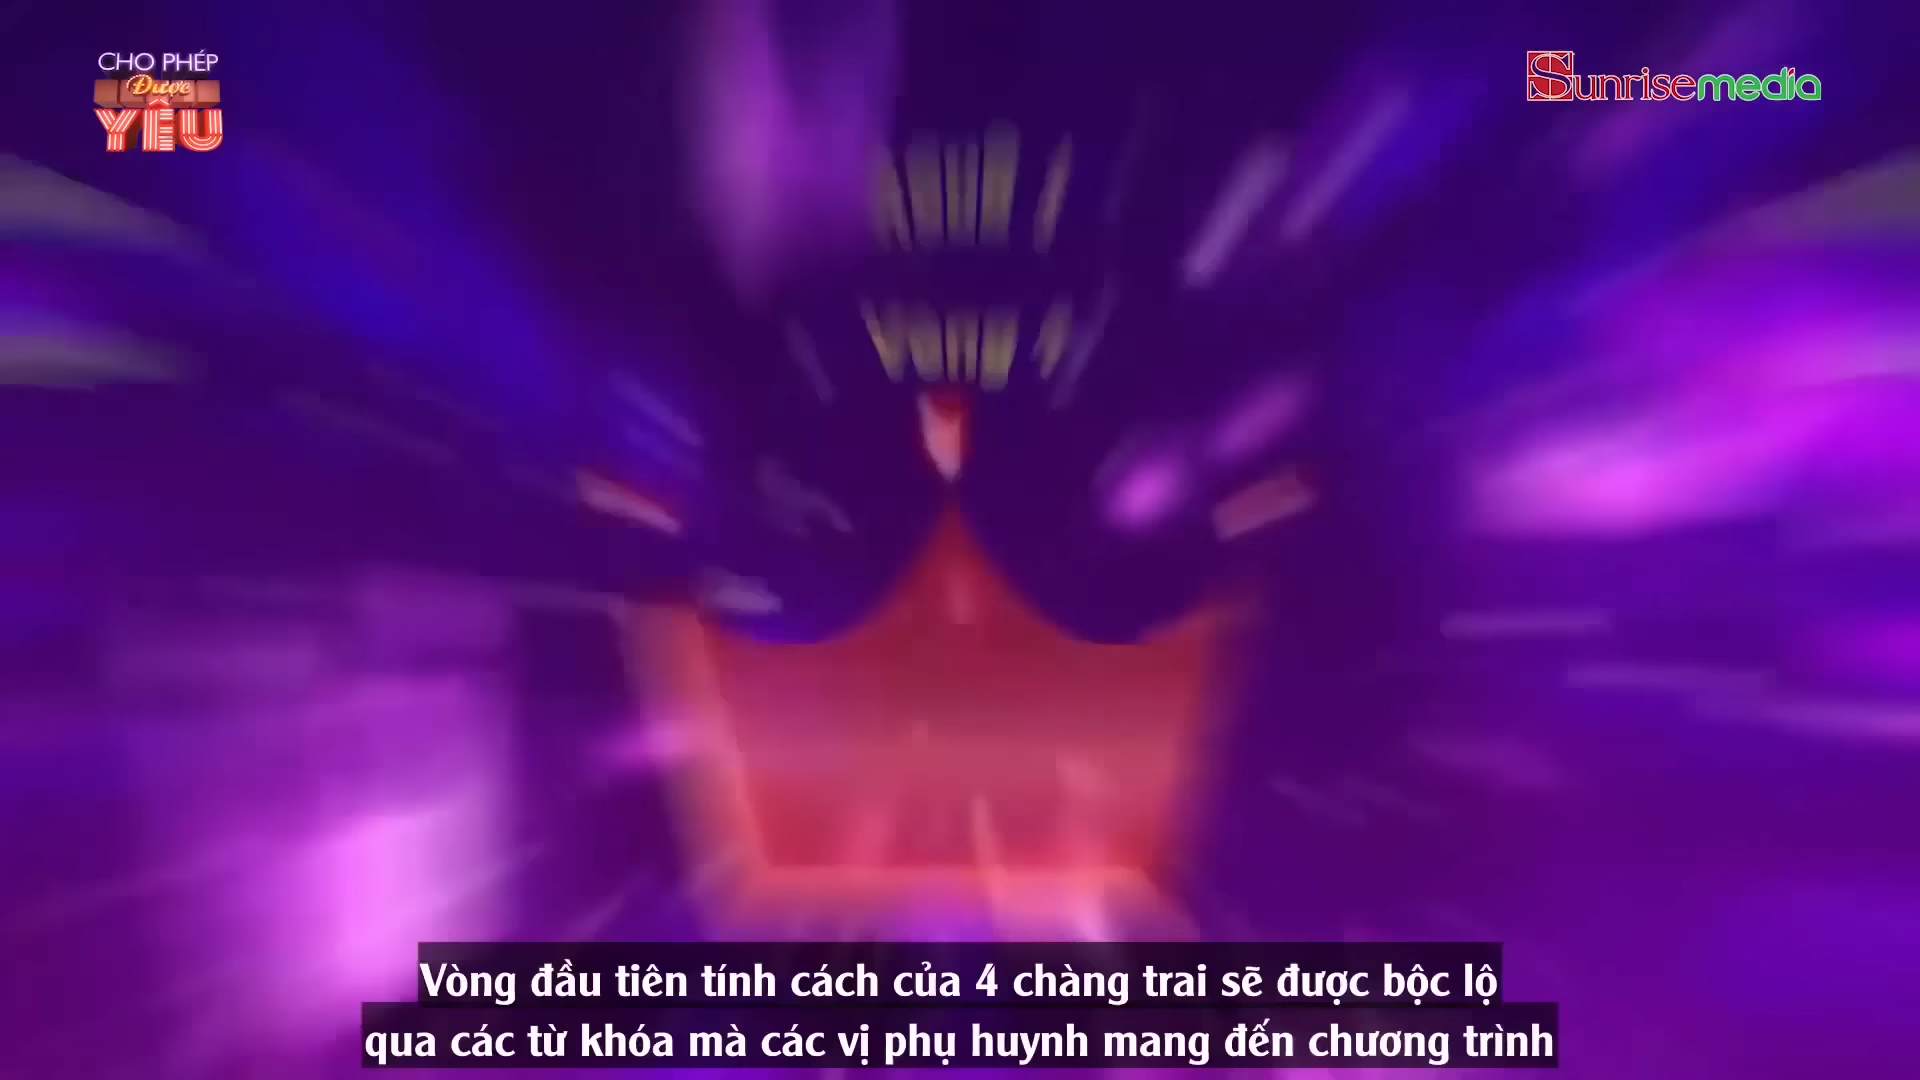 CHO PHÉP
Được
YÊU
Sunrisemedia
Vòng đầu tiên tính cách của 4 chàng trai sẽ được bộc lộ
qua các từ khóa mà các vị phụ huynh mang đến chương trình